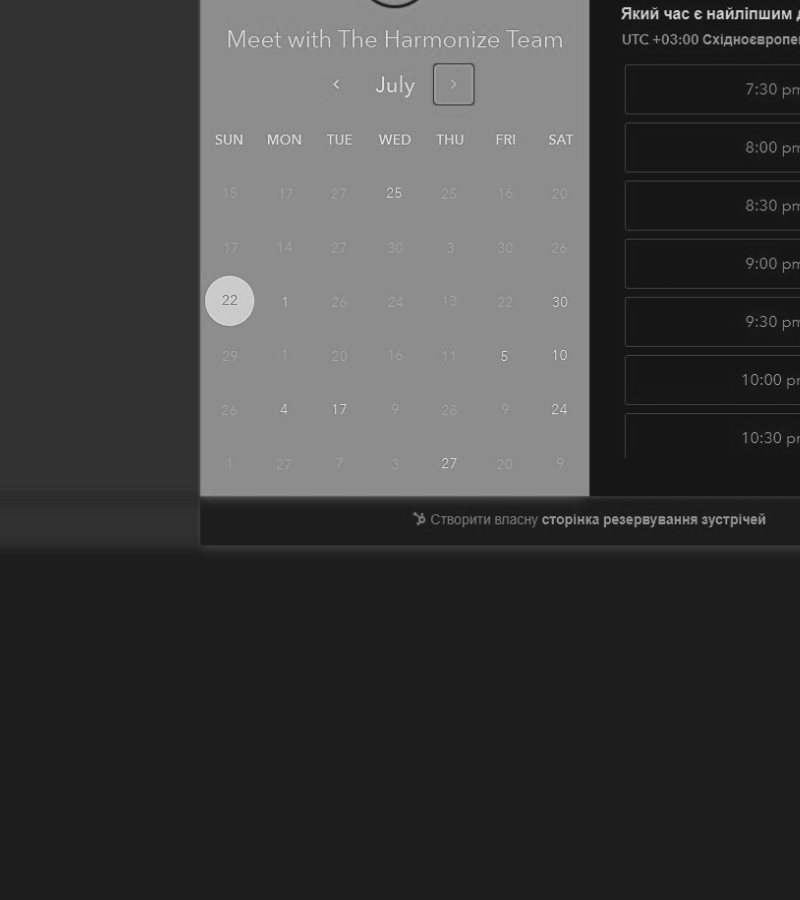 Meet with The Harmonize Team
July
SUN MON TUE WED THU FRI SAT
15 17 27 25 25 16 20
17 14 27 30 3 30 26
22 1 26 24 13 22 30
29 1 20 16 11 5 10
26 4 17 9 28 9 24
1 27 7 3 27 20 9
Який час є найліпшим
UTC +03:00
7:30 pm
8:00 pm
8:30 pm
9:00 pm
9:30 pm
10:00 pm
10:30 pm
Створити власну сторінка резервування зустрічей